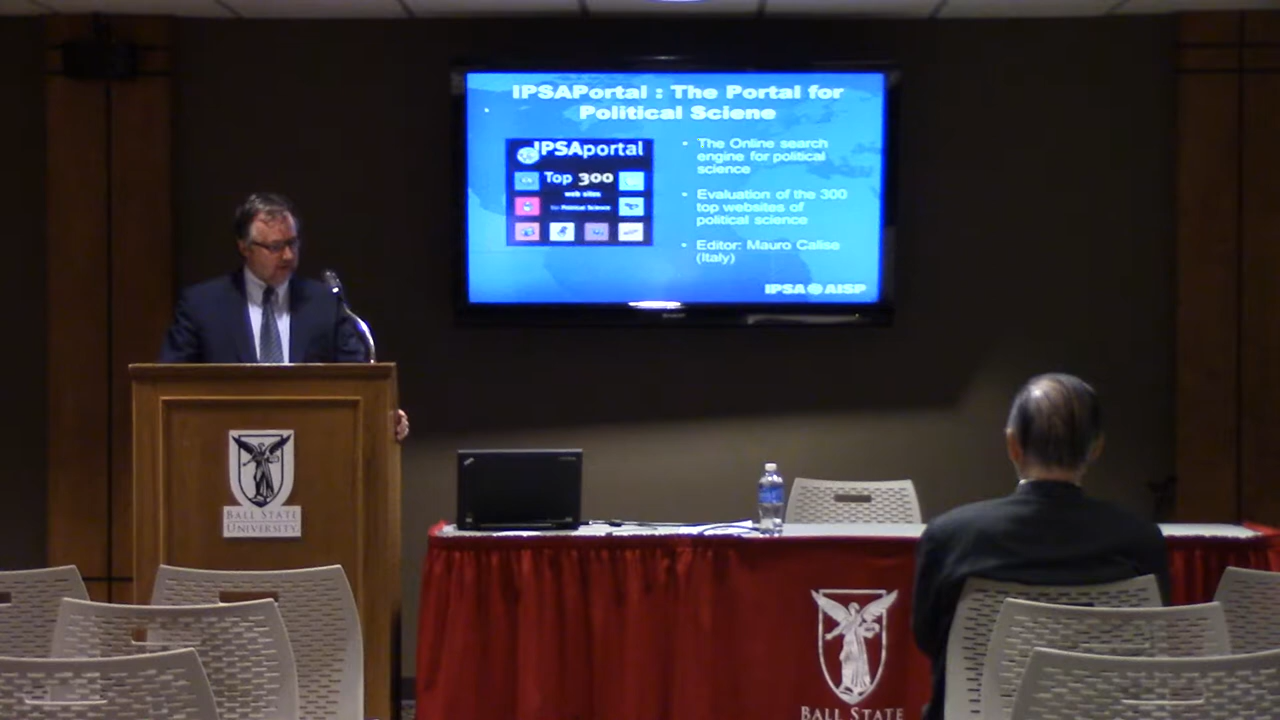 IPSAPortal : The Portal for
Political Sciene
IPSAportal
Top 300
web sites
for Political Science
• The Online search
engine for political
science
• Evaluation of the 300
top websites of
political science
• Editor: Mauro Calise
(Italy)
IPSA AISP
BALL STATE
UNIVERSITY
BALL STATE